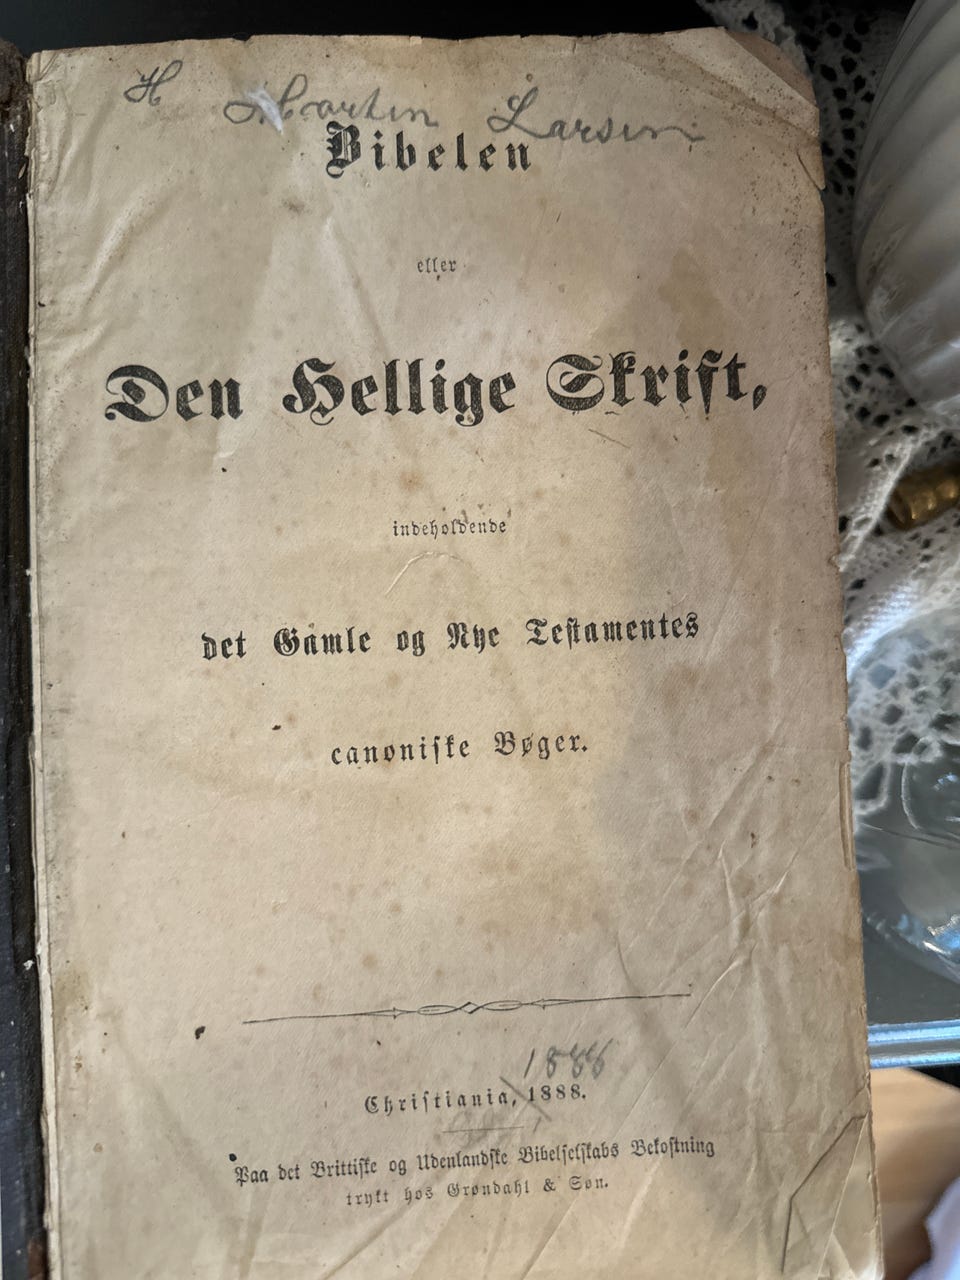 H Martin Larsen
Bibelen
eller
Den Hellige Skrift,
indeholdende
det Gamle og Nye Testamentes
canoniske Bøger.
1888
Christiania, 1888.
Paa det Brittiske og Udenlandske Bibelselskabs Bekostning
trykt hos Grøndahl & Søn.